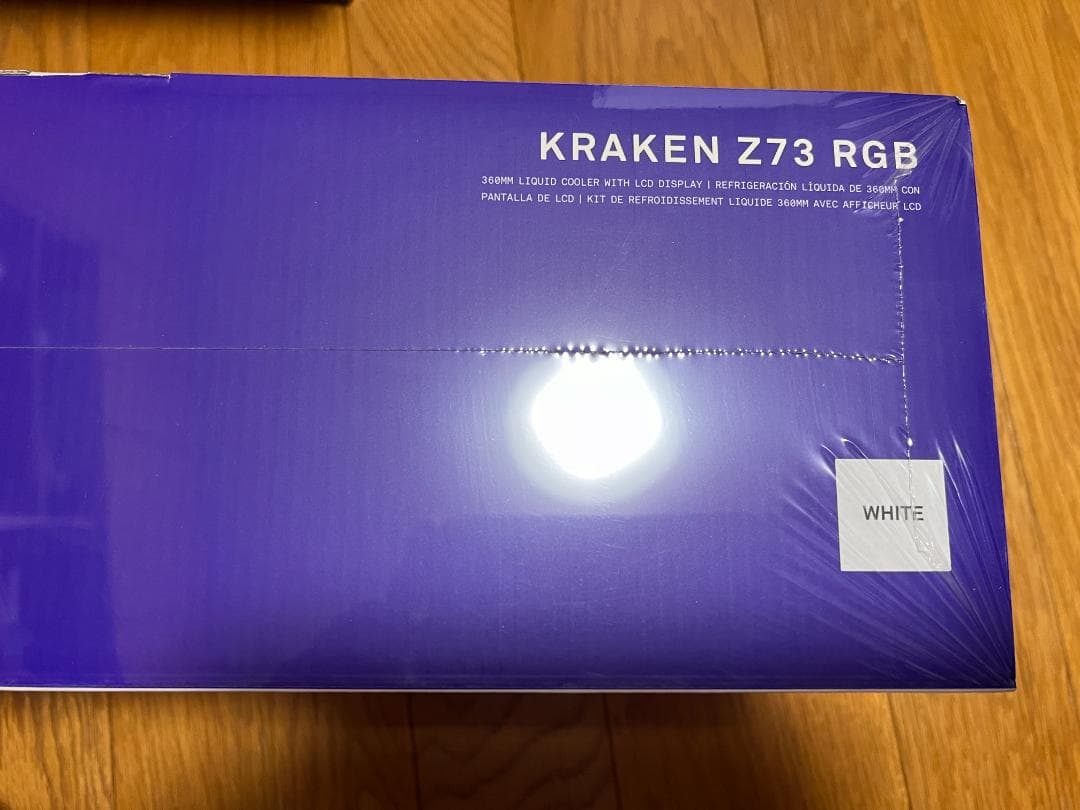 KRAKEN Z73 RGB
360MM LIQUID COOLER WITH LCD DISPLAY | REFRIGERACIÓN LÍQUIDA DE 360MM CON
PANTALLA DE LCD | KIT DE REFROIDISSEMENT LIQUIDE 360MM AVEC AFFICHEUR LCD
WHITE